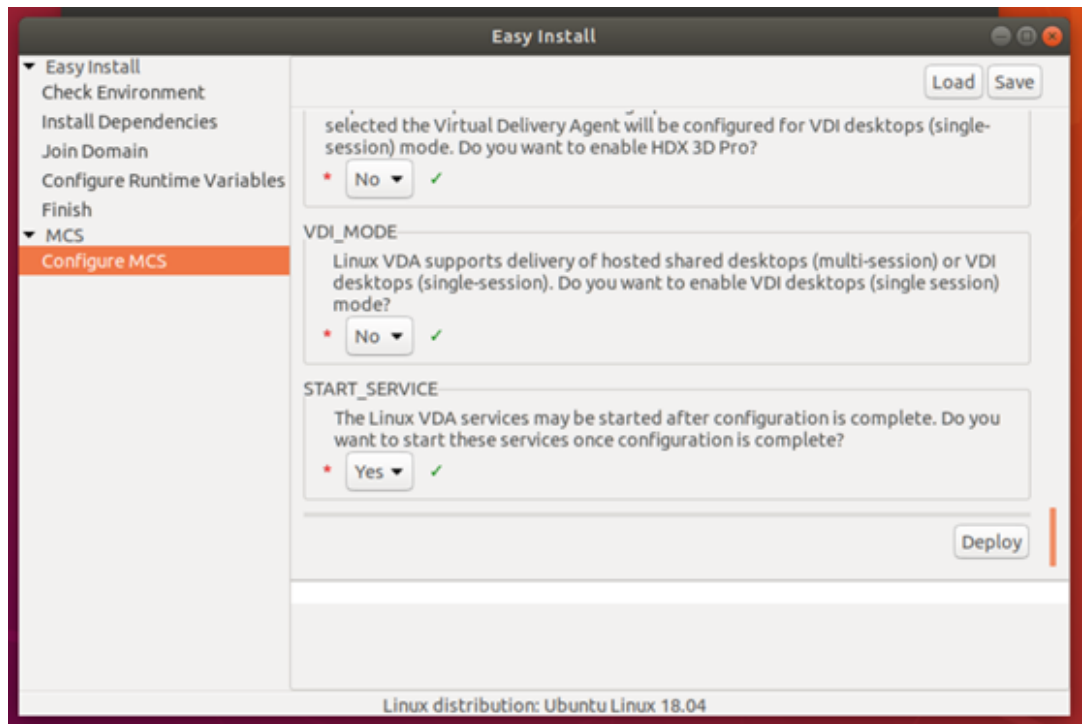 Easy Install
Easy Install
Check Environment
Install Dependencies
Join Domain
Configure Runtime Variables
Finish
MCS
Configure MCS
Load Save
selected the Virtual Delivery Agent will be configured for VDI desktops (single-
session) mode. Do you want to enable HDX 3D Pro?
* No ✓
VDI_MODE
Linux VDA supports delivery of hosted shared desktops (multi-session) or VDI
desktops (single-session). Do you want to enable VDI desktops (single session)
mode?
* No ✓
START_SERVICE
The Linux VDA services may be started after configuration is complete. Do you
want to start these services once configuration is complete?
* Yes ✓
Deploy
Linux distribution: Ubuntu Linux 18.04